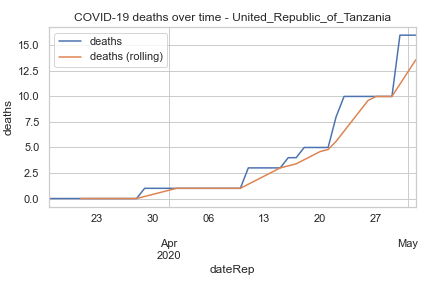 COVID-19 deaths over time - United_Republic_of_Tanzania
deaths
deaths (rolling)
15.0
12.5
10.0
7.5
5.0
2.5
0.0
deaths
23 30 06 13 20 27
Apr May
2020
dateRep